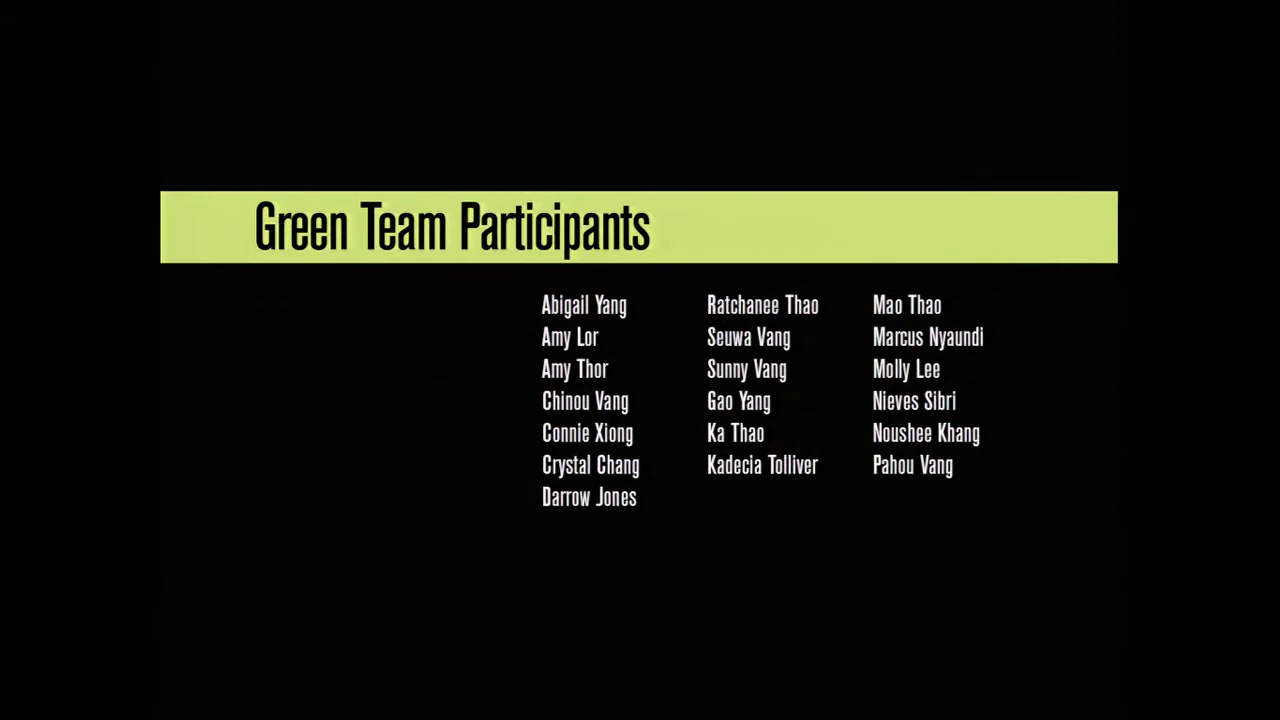 Green Team Participants
Abigail Yang
Amy Lor
Amy Thor
Chinou Vang
Connie Xiong
Crystal Chang
Darrow Jones
Ratchanee Thao
Seuwa Vang
Sunny Vang
Gao Yang
Ka Thao
Kadecia Tolliver
Mao Thao
Marcus Nyaundi
Molly Lee
Nieves Sibri
Noushee Khang
Pahou Vang